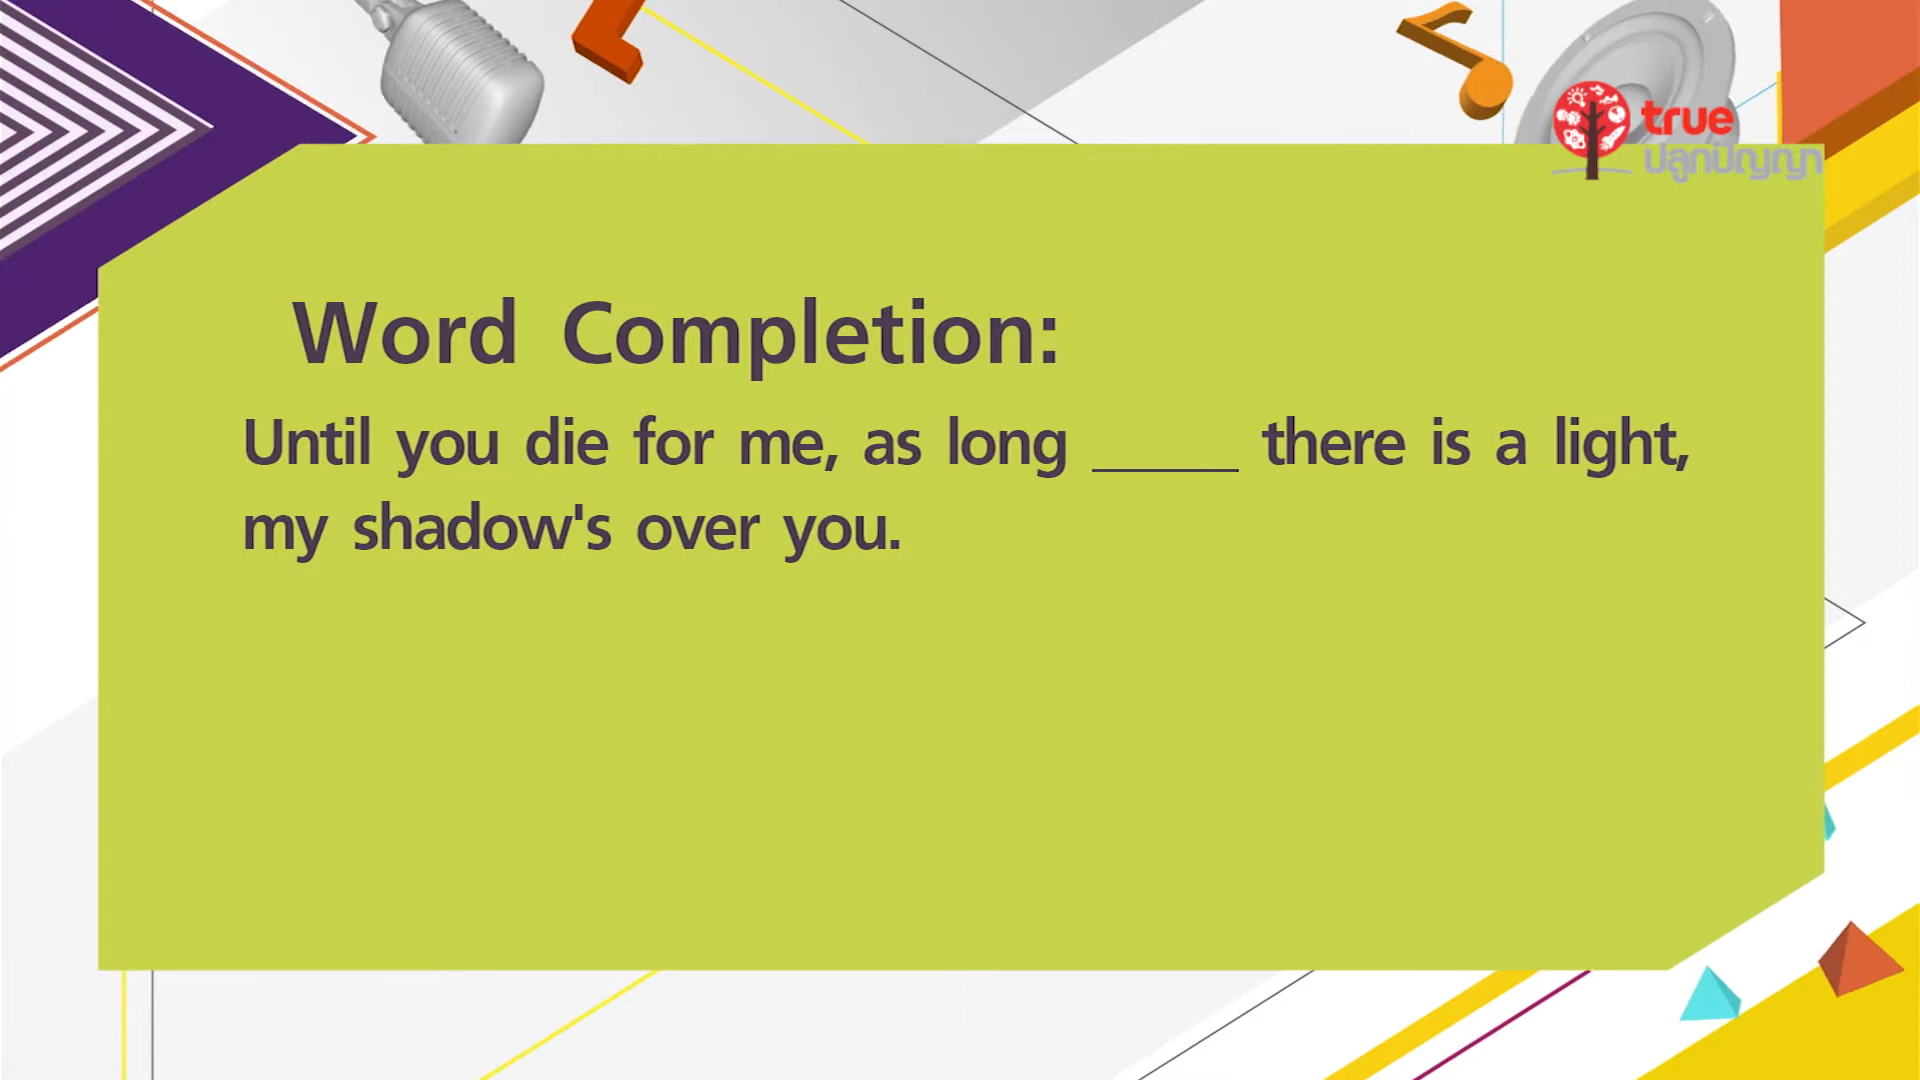 true
ปลูกปัญญา
Word Completion:
Until you die for me, as long _____ there is a light,
my shadow's over you.